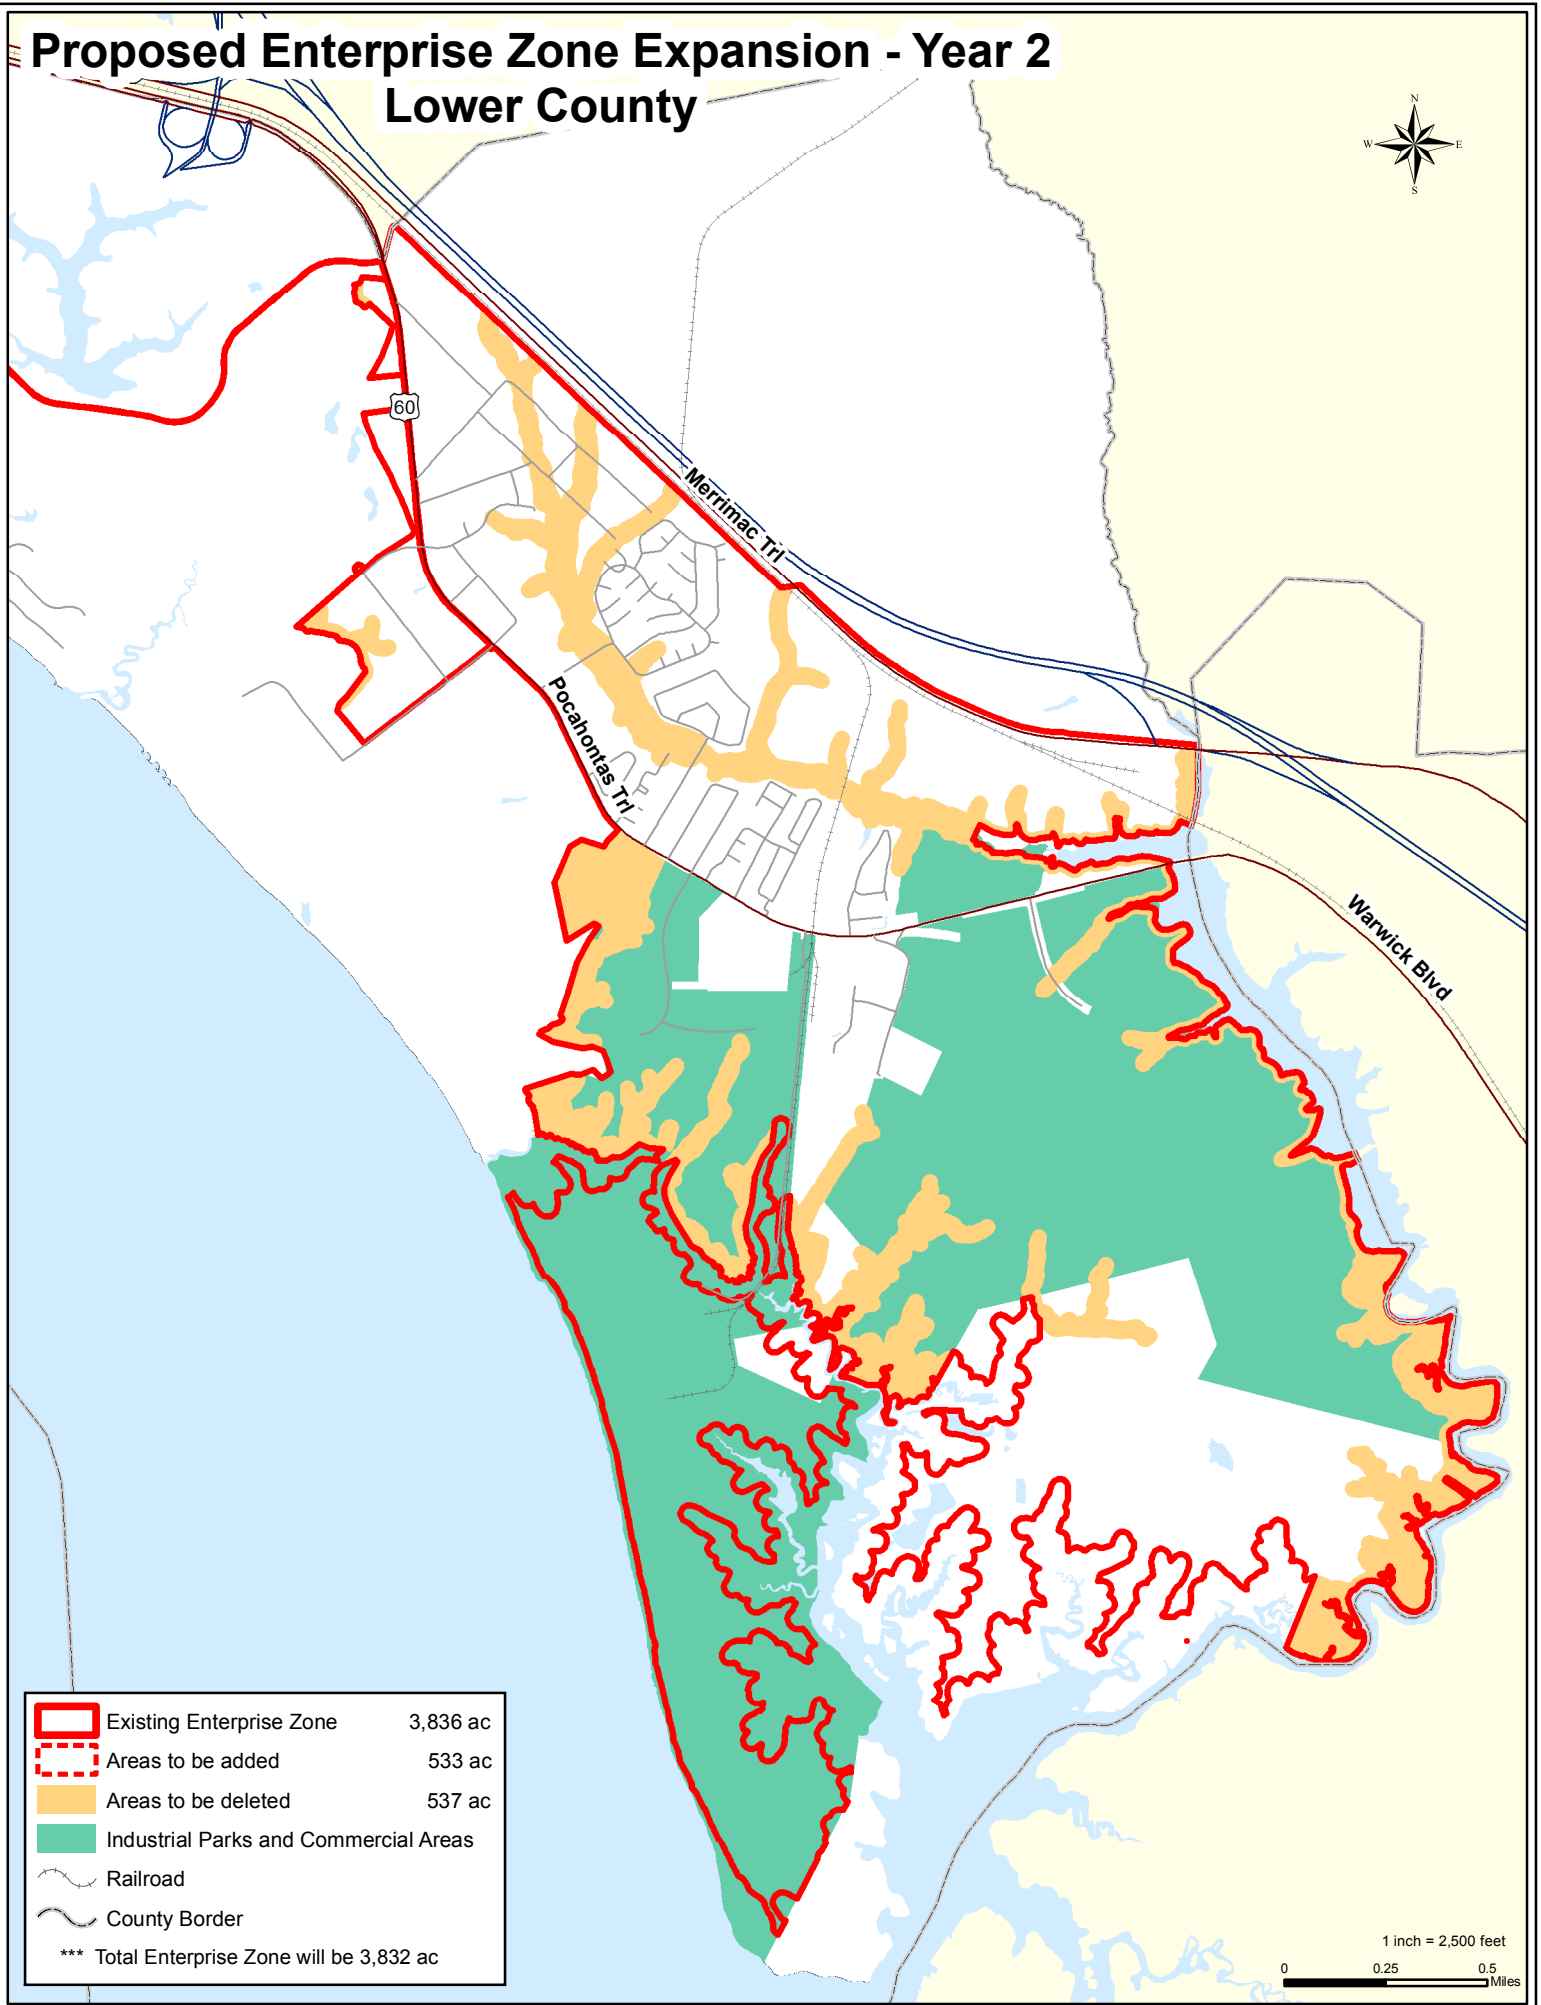 Proposed Enterprise Zone Expansion - Year 2
Lower County
N
W
E
S
60
Merrimac Trl
Pocahontas Trl
Warwick Blvd
Existing Enterprise Zone 3,836 ac
Areas to be added 533 ac
Areas to be deleted 537 ac
Industrial Parks and Commercial Areas
Railroad
County Border
*** Total Enterprise Zone will be 3,832 ac
1 inch = 2,500 feet
0 0.25 0.5
Miles